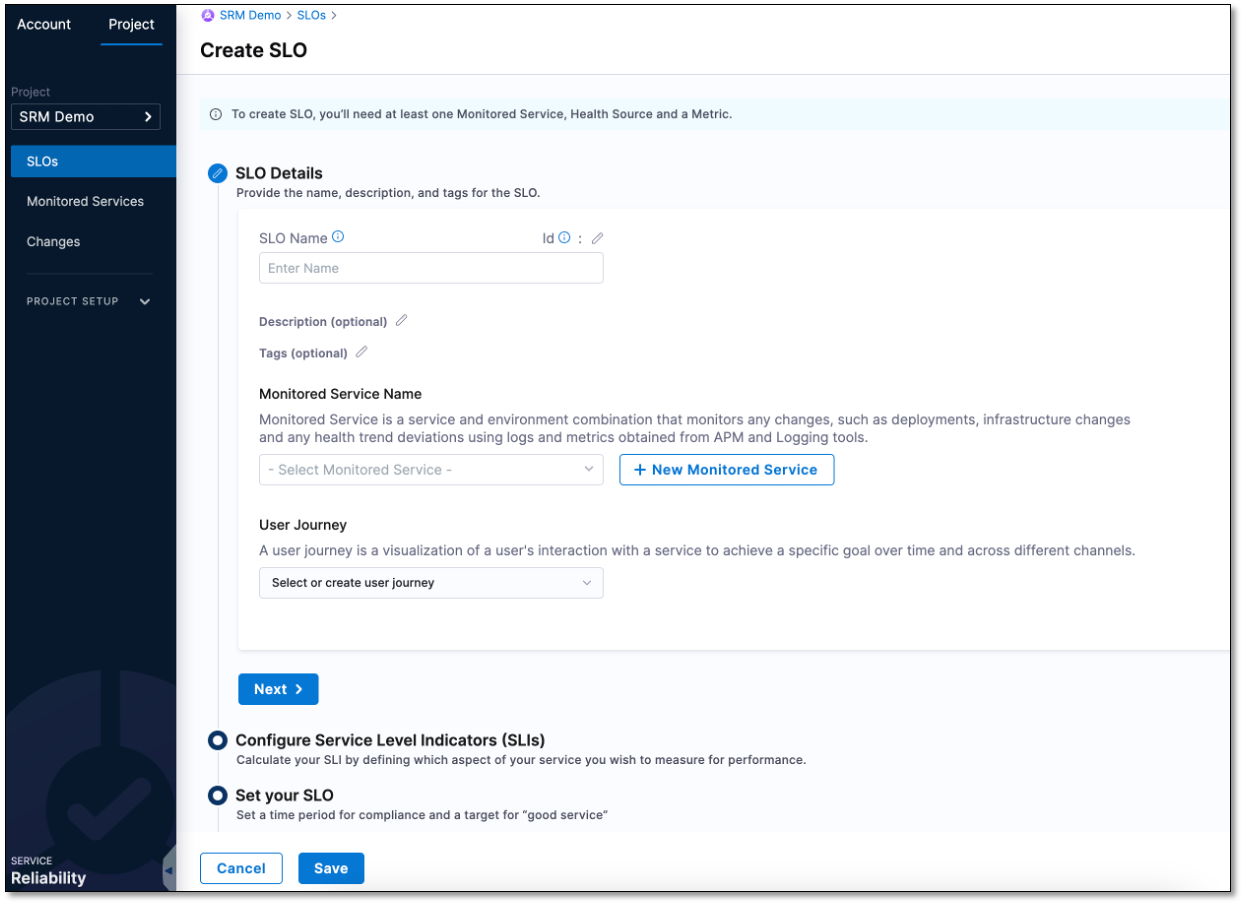 Account Project
Project
SRM Demo
SLOs
Monitored Services
Changes
PROJECT SETUP
SERVICE
Reliability
SRM Demo > SLOs >
Create SLO
To create SLO, you'll need at least one Monitored Service, Health Source and a Metric.
SLO Details
Provide the name, description, and tags for the SLO.
SLO Name Id :
Enter Name
Description (optional)
Tags (optional)
Monitored Service Name
Monitored Service is a service and environment combination that monitors any changes, such as deployments, infrastructure changes
and any health trend deviations using logs and metrics obtained from APM and Logging tools.
- Select Monitored Service - + New Monitored Service
User Journey
A user journey is a visualization of a user's interaction with a service to achieve a specific goal over time and across different channels.
Select or create user journey
Next >
Configure Service Level Indicators (SLIs)
Calculate your SLI by defining which aspect of your service you wish to measure for performance.
Set your SLO
Set a time period for compliance and a target for “good service”
Cancel Save